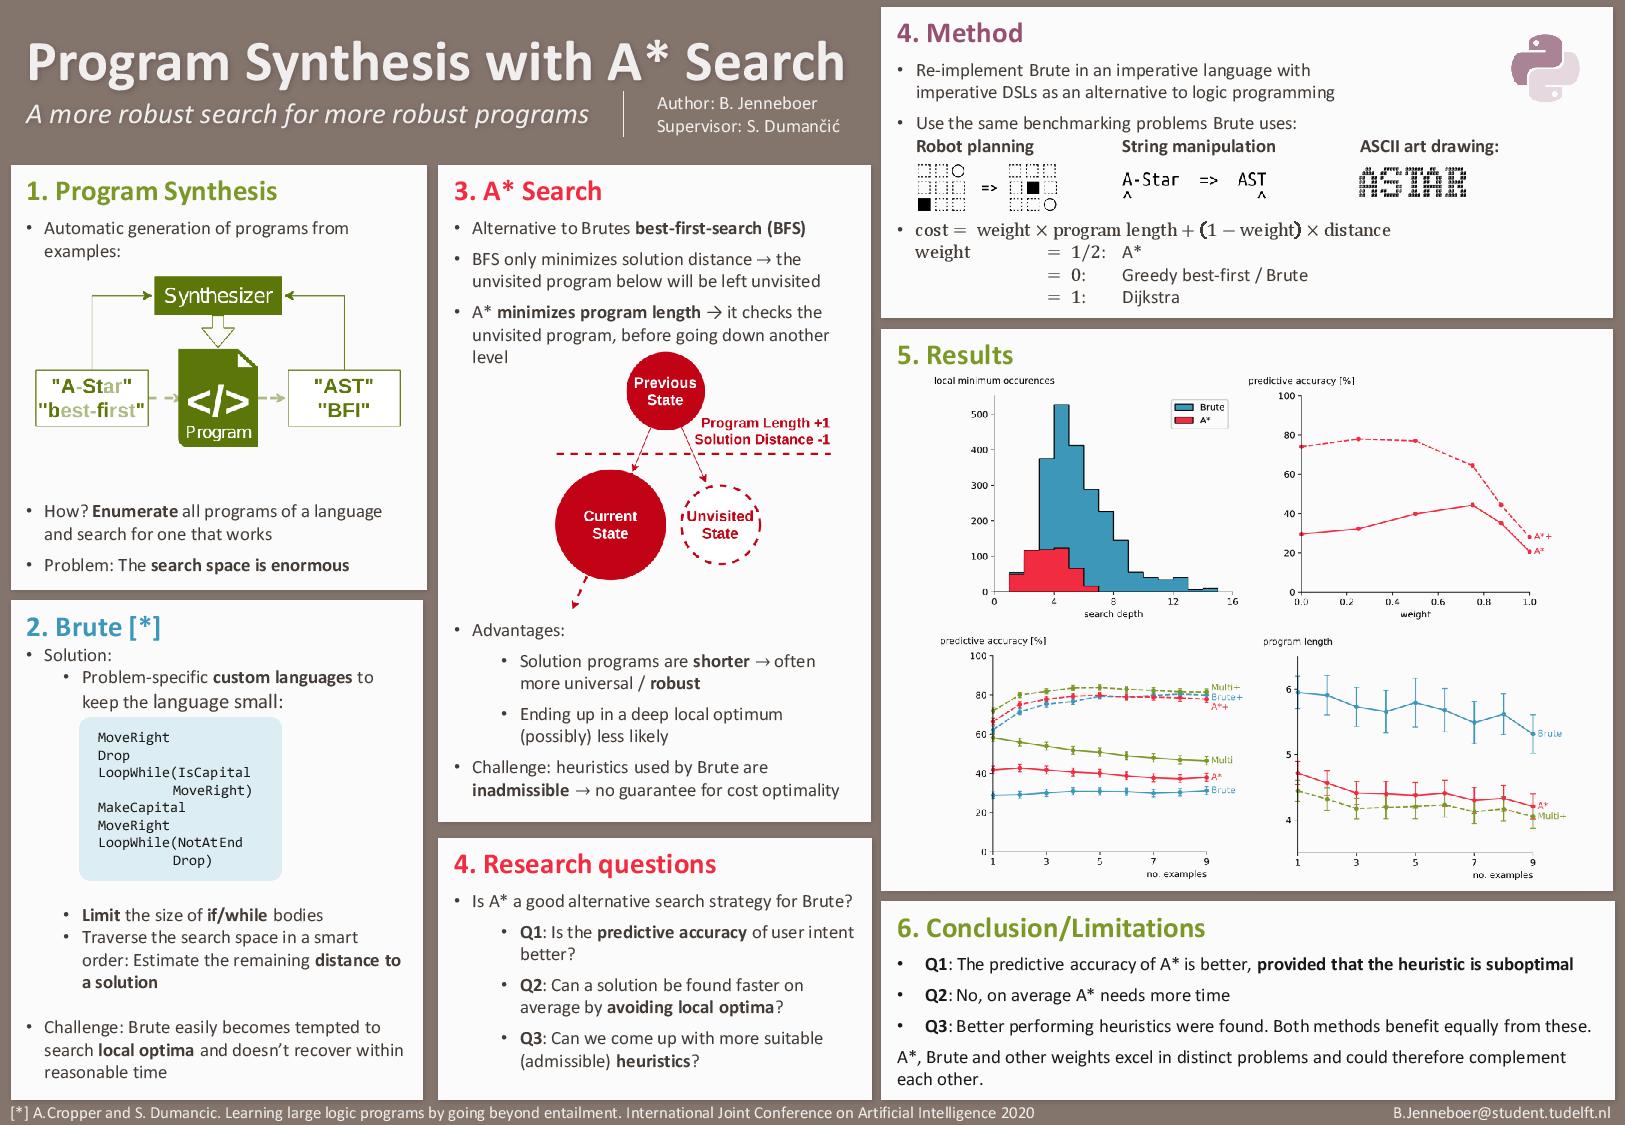 Program Synthesis with A* Search
A more robust search for more robust programs
Author: B. Jenneboer
Supervisor: S. Dumančić
1. Program Synthesis
• Automatic generation of programs from
examples:
Synthesizer
"A-Star"
"best-first"
</>
Program
"AST"
"BFI"
• How? Enumerate all programs of a language
and search for one that works
• Problem: The search space is enormous
2. Brute [*]
• Solution:
• Problem-specific custom languages to
keep the language small:
MoveRight
Drop
LoopWhile(IsCapital
MoveRight)
MakeCapital
MoveRight
LoopWhile(NotAtEnd
Drop)
• Limit the size of if/while bodies
• Traverse the search space in a smart
order: Estimate the remaining distance to
a solution
• Challenge: Brute easily becomes tempted to
search local optima and doesn't recover within
reasonable time
3. A* Search
• Alternative to Brutes best-first-search (BFS)
• BFS only minimizes solution distance → the
unvisited program below will be left unvisited
• A* minimizes program length → it checks the
unvisited program, before going down another
level
Previous
State
Program Length +1
Solution Distance -1
Current
State
Unvisited
State
• Advantages:
• Solution programs are shorter → often
more universal / robust
• Ending up in a deep local optimum
(possibly) less likely
• Challenge: heuristics used by Brute are
inadmissible → no guarantee for cost optimality
4. Research questions
• Is A* a good alternative search strategy for Brute?
• Q1: Is the predictive accuracy of user intent
better?
• Q2: Can a solution be found faster on
average by avoiding local optima?
• Q3: Can we come up with more suitable
(admissible) heuristics?
4. Method
• Re-implement Brute in an imperative language with
imperative DSLs as an alternative to logic programming
• Use the same benchmarking problems Brute uses:
Robot planning String manipulation ASCII art drawing:
=>
A-Star => AST
^ ^
ASTAR
• cost = weight × program length + (1 − weight) × distance
weight = 1/2: A*
= 0: Greedy best-first / Brute
= 1: Dijkstra
5. Results
local minimum occurences
Brute
A*
500
400
300
200
100
0
0 4 8 12 16
search depth
predictive accuracy [%]
100
80
60
40
20
0
A*+
A*
0.0 0.2 0.4 0.6 0.8 1.0
weight
predictive accuracy [%]
100
80
60
40
20
0
Multi+
Brute+
A*+
Multi
A*
Brute
1 3 5 7 9
no. examples
program length
6
5
4
Brute
A*
Multi+
1 3 5 7 9
no. examples
6. Conclusion/Limitations
• Q1: The predictive accuracy of A* is better, provided that the heuristic is suboptimal
• Q2: No, on average A* needs more time
• Q3: Better performing heuristics were found. Both methods benefit equally from these.
A*, Brute and other weights excel in distinct problems and could therefore complement
each other.
[*] A.Cropper and S. Dumancic. Learning large logic programs by going beyond entailment. International Joint Conference on Artificial Intelligence 2020
B.Jenneboer@student.tudelft.nl